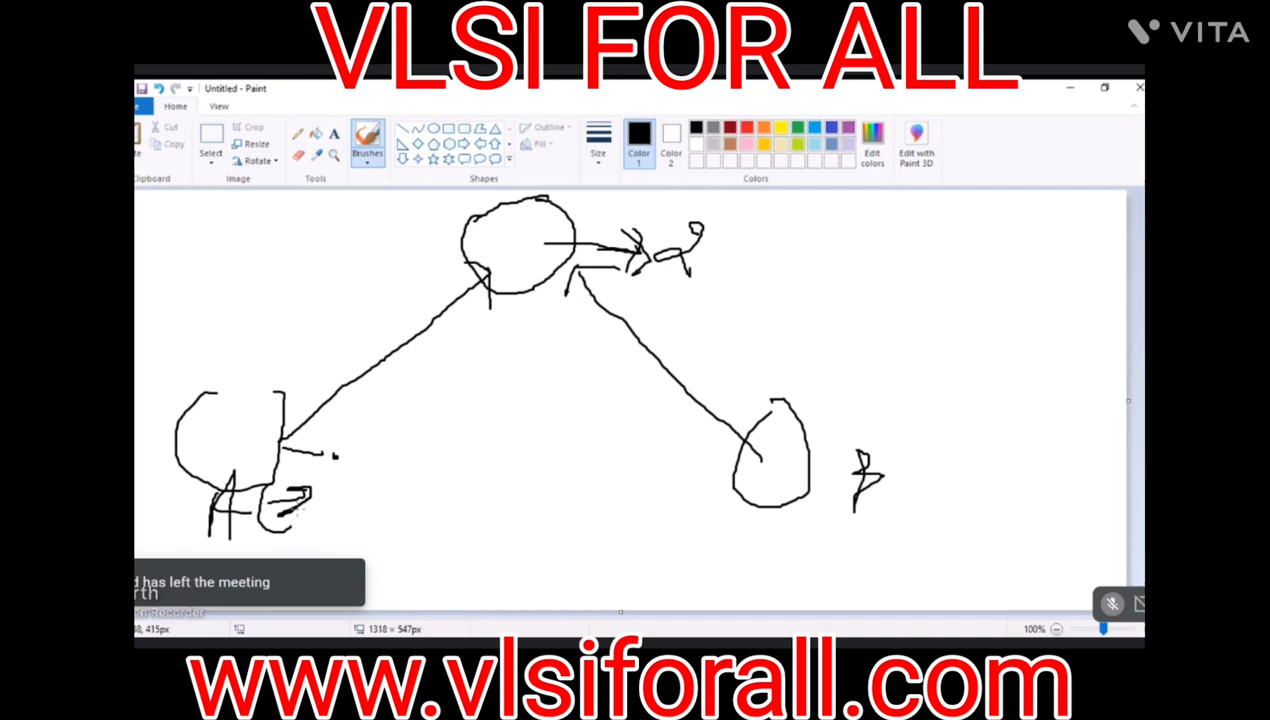 VLSI FOR ALL
VITA
Untitled - Paint
Home View
Cut
Copy
Select
Crop
Resize
Rotate
Brushes
Outline
Fill
Size
Color
1
Color
2
Edit
colors
Edit with
Paint 3D
Image
Tools
Shapes
Colors
has left the meeting
415px
1318 × 547px
100%
www.vlsiforall.com